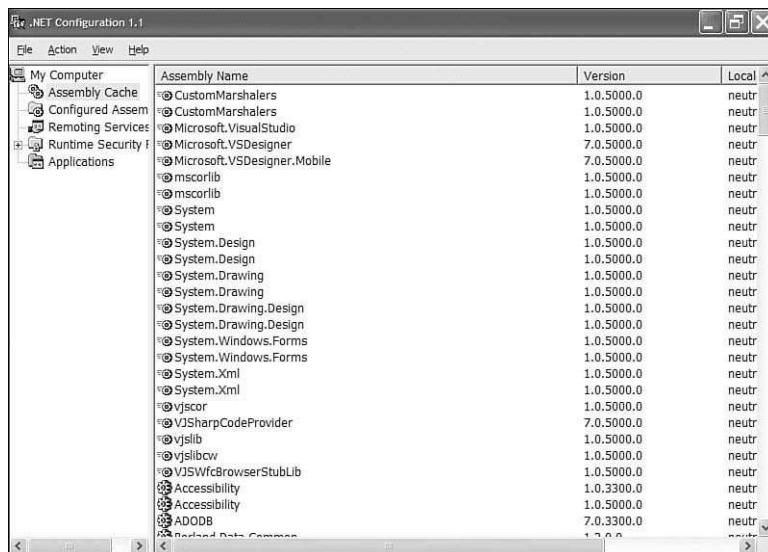 .NET Configuration 1.1
File Action View Help
My Computer
Assembly Cache
Configured Assem
Remoting Services
Runtime Security
Applications
Assembly Name Version Local
CustomMarshalers 1.0.5000.0 neutr
CustomMarshalers 1.0.5000.0 neutr
Microsoft.VisualStudio 1.0.5000.0 neutr
Microsoft.VSDesigner 7.0.5000.0 neutr
Microsoft.VSDesigner.Mobile 7.0.5000.0 neutr
mscorlib 1.0.5000.0 neutr
mscorlib 1.0.5000.0 neutr
System 1.0.5000.0 neutr
System 1.0.5000.0 neutr
System.Design 1.0.5000.0 neutr
System.Design 1.0.5000.0 neutr
System.Drawing 1.0.5000.0 neutr
System.Drawing 1.0.5000.0 neutr
System.Drawing.Design 1.0.5000.0 neutr
System.Drawing.Design 1.0.5000.0 neutr
System.Windows.Forms 1.0.5000.0 neutr
System.Windows.Forms 1.0.5000.0 neutr
System.Xml 1.0.5000.0 neutr
System.Xml 1.0.5000.0 neutr
vjscor 1.0.5000.0 neutr
VJSharpCodeProvider 7.0.5000.0 neutr
vjslib 1.0.5000.0 neutr
vjslibcw 1.0.5000.0 neutr
VJSWfcBrowserStubLib 1.0.5000.0 neutr
Accessibility 1.0.3300.0 neutr
Accessibility 1.0.5000.0 neutr
ADODB 7.0.3300.0 neutr